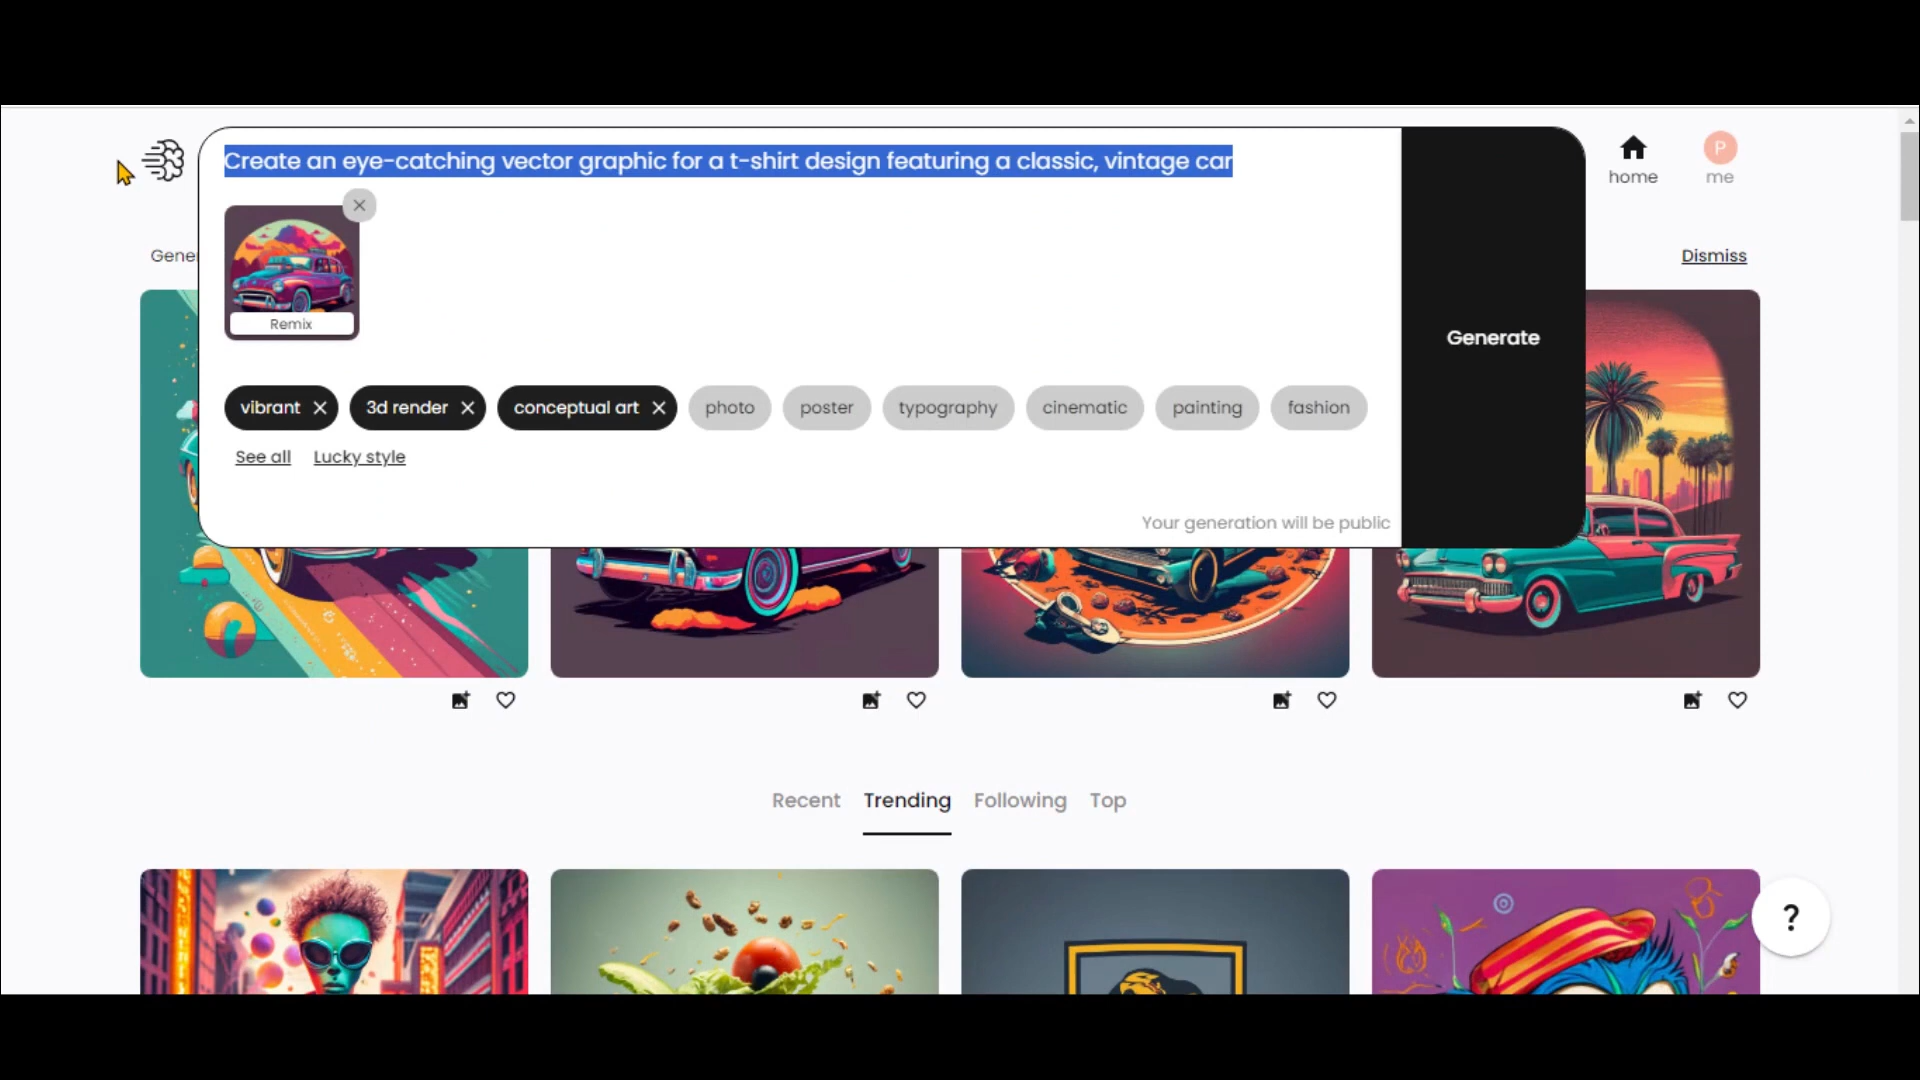 Create an eye-catching vector graphic for a t-shirt design featuring a classic, vintage car
home
P
me
Remix
Gener
Dismiss
Generate
vibrant
3d render
conceptual art
photo
poster
typography
cinematic
painting
fashion
See all
Lucky style
Your generation will be public
Recent
Trending
Following
Top
?